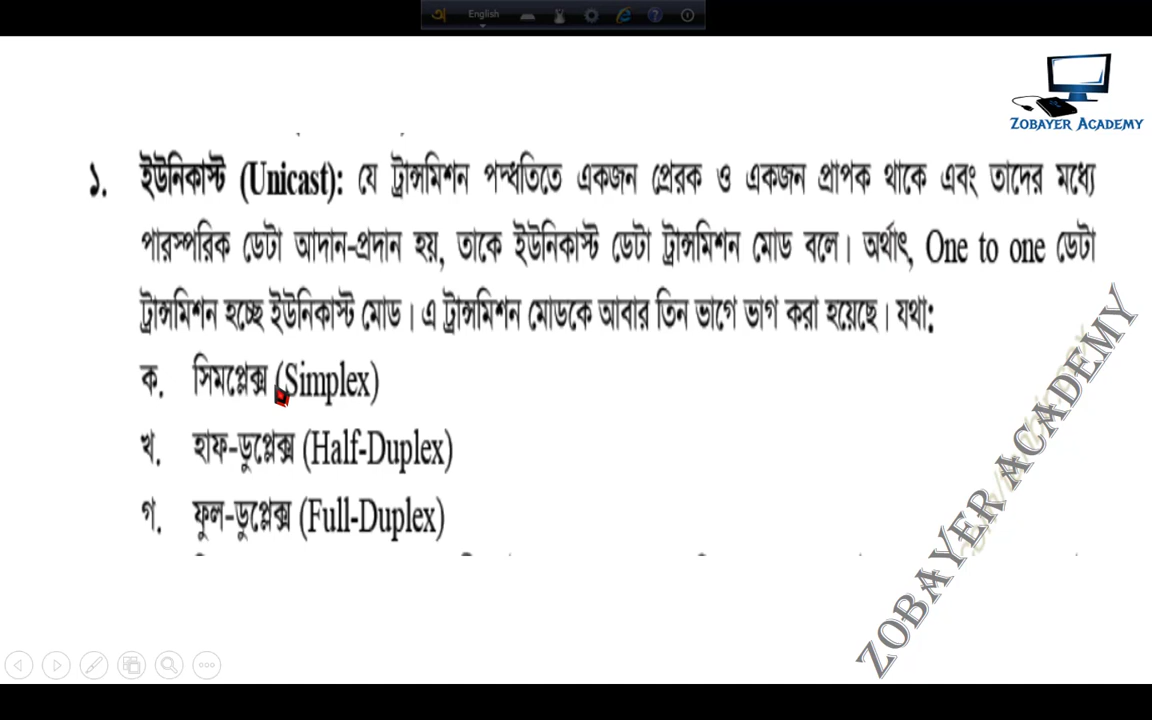 English
ZOBAYER ACADEMY
১. ইউনিকাস্ট (Unicast): যে ট্রান্সমিশন পদ্ধতিতে একজন প্রেরক ও একজন প্রাপক থাকে এবং তাদের মধ্যে
পারস্পরিক ডেটা আদান-প্রদান হয়, তাকে ইউনিকাস্ট ডেটা ট্রান্সমিশন মোড বলে। অর্থাৎ, One to one ডেটা
ট্রান্সমিশন হচ্ছে ইউনিকাস্ট মোড। এ ট্রান্সমিশন মোডকে আবার তিন ভাগে ভাগ করা হয়েছে। যথা:
ক. সিমপ্লেক্স (Simplex)
খ. হাফ-ডুপ্লেক্স (Half-Duplex)
গ. ফুল-ডুপ্লেক্স (Full-Duplex)
ZOBAYER ACADEMY